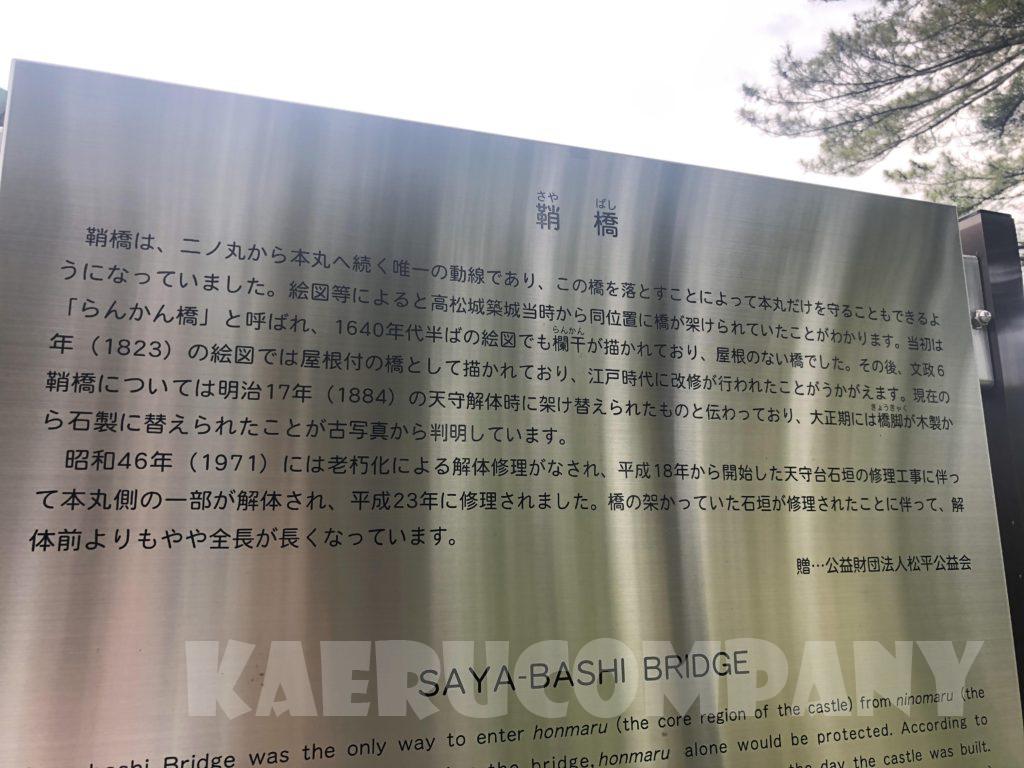 さや ばし
鞘橋
鞘橋は、二ノ丸から本丸へ続く唯一の動線であり、この橋を落とすことによって本丸だけを守ることもできるよ
うになっていました。絵図等によると高松城築城当時から同位置に橋が架けられていたことがわかります。当初は
「らんかん橋」と呼ばれ、1640年代半ばの絵図でも欄干が描かれており、屋根のない橋でした。その後、文政6
らんかん
年(1823)の絵図では屋根付の橋として描かれており、江戸時代に改修が行われたことがうかがえます。現在の
鞘橋については明治17年(1884)の天守解体時に架け替えられたものと伝わっており、大正期には橋脚が木製か
きょうきゃく
ら石製に替えられたことが古写真から判明しています。
昭和46年(1971)には老朽化による解体修理がなされ、平成18年から開始した天守台石垣の修理工事に伴っ
て本丸側の一部が解体され、平成23年に修理されました。橋の架かっていた石垣が修理されたことに伴って、解
体前よりもやや全長が長くなっています。
贈…公益財団法人松平公益会
KAERUCOMPANY
SAYA-BASHI BRIDGE
Bridge was the only way to enter honmaru (the core region of the castle) from ninomaru (the
the bridge, honmaru alone would be protected. According to
the day the castle was built.